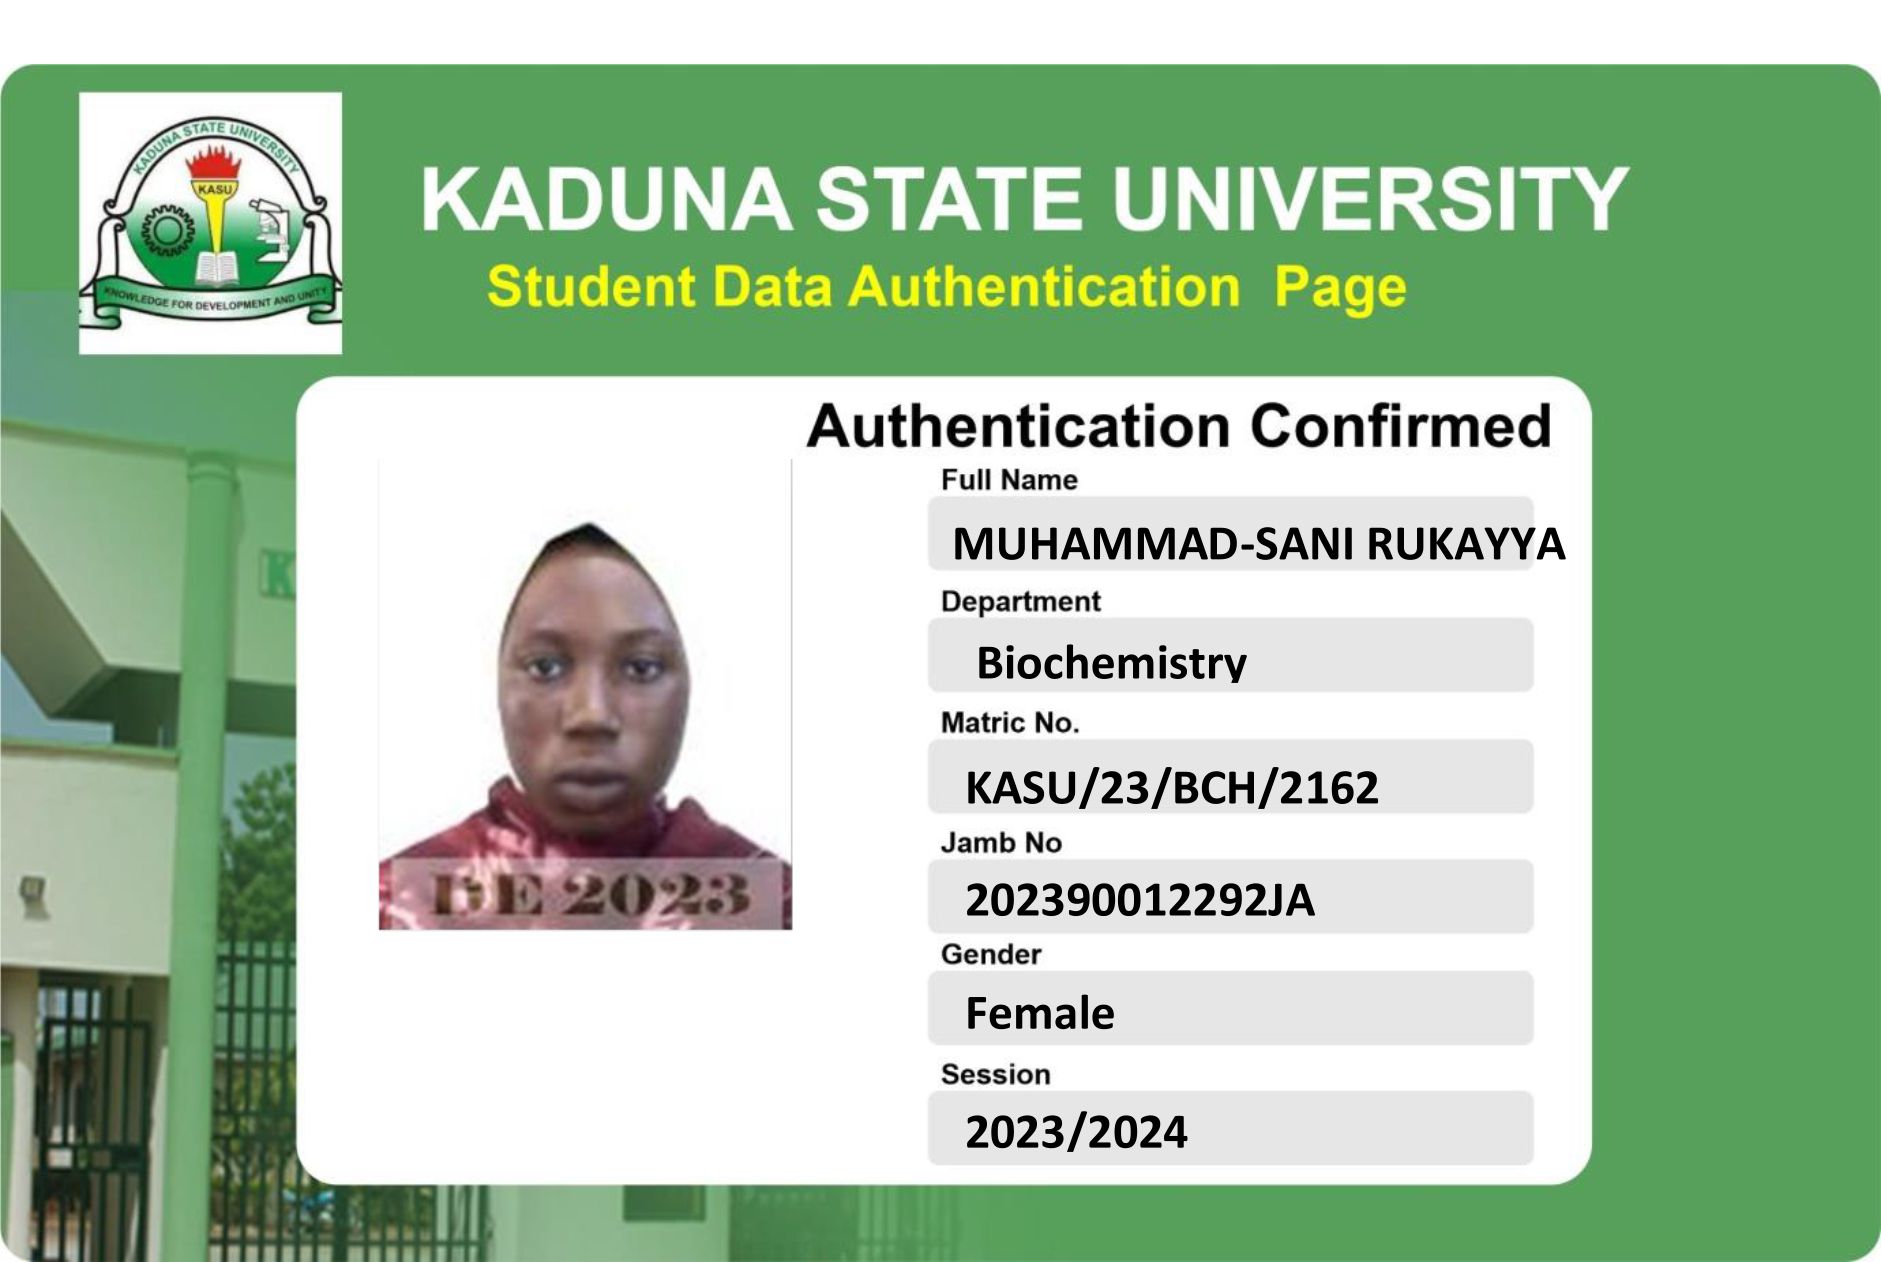 KADUNA STATE UNIVERSITY
KASU
KNOWLEDGE FOR DEVELOPMENT AND UNITY
KADUNA STATE UNIVERSITY
Student Data Authentication Page
Authentication Confirmed
Full Name
MUHAMMAD-SANI RUKAYYA
Department
Biochemistry
Matric No.
KASU/23/BCH/2162
Jamb No
202390012292JA
Gender
Female
Session
2023/2024
DE 2023
K